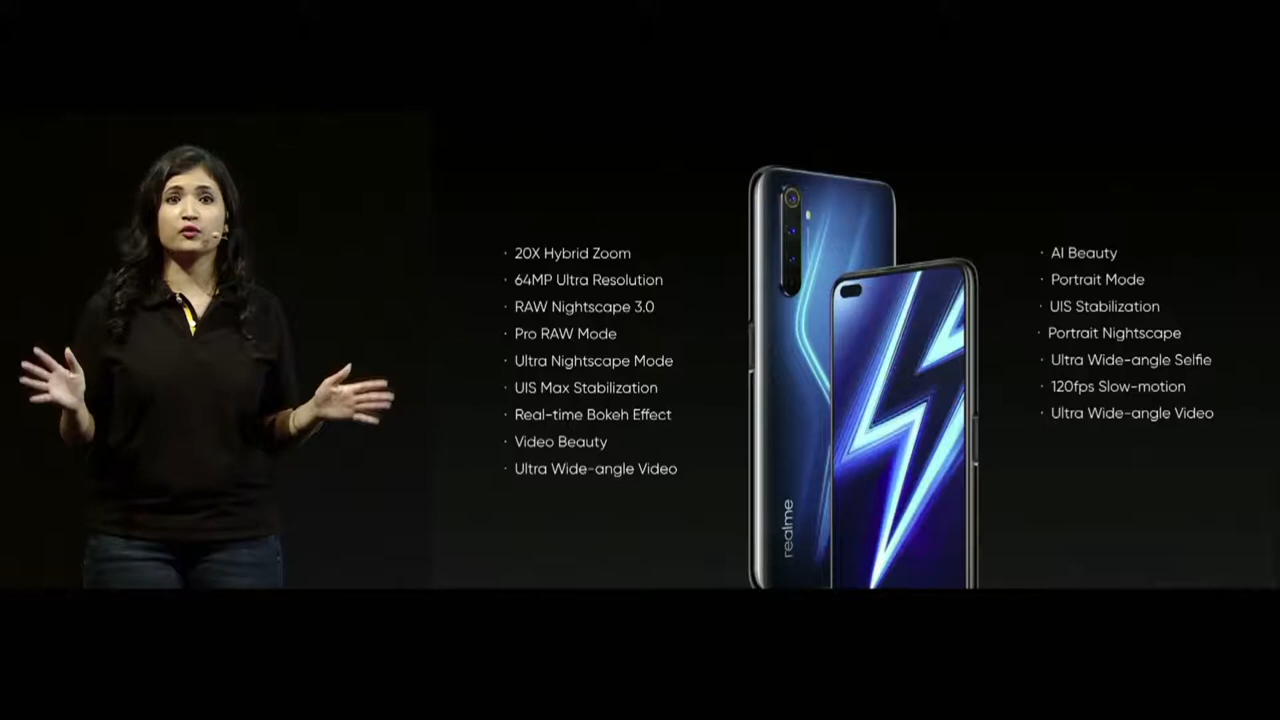 20X Hybrid Zoom
64MP Ultra Resolution
RAW Nightscape 3.0
Pro RAW Mode
Ultra Nightscape Mode
UIS Max Stabilization
Real-time Bokeh Effect
Video Beauty
Ultra Wide-angle Video
realme
AI Beauty
Portrait Mode
UIS Stabilization
Portrait Nightscape
Ultra Wide-angle Selfie
120fps Slow-motion
Ultra Wide-angle Video